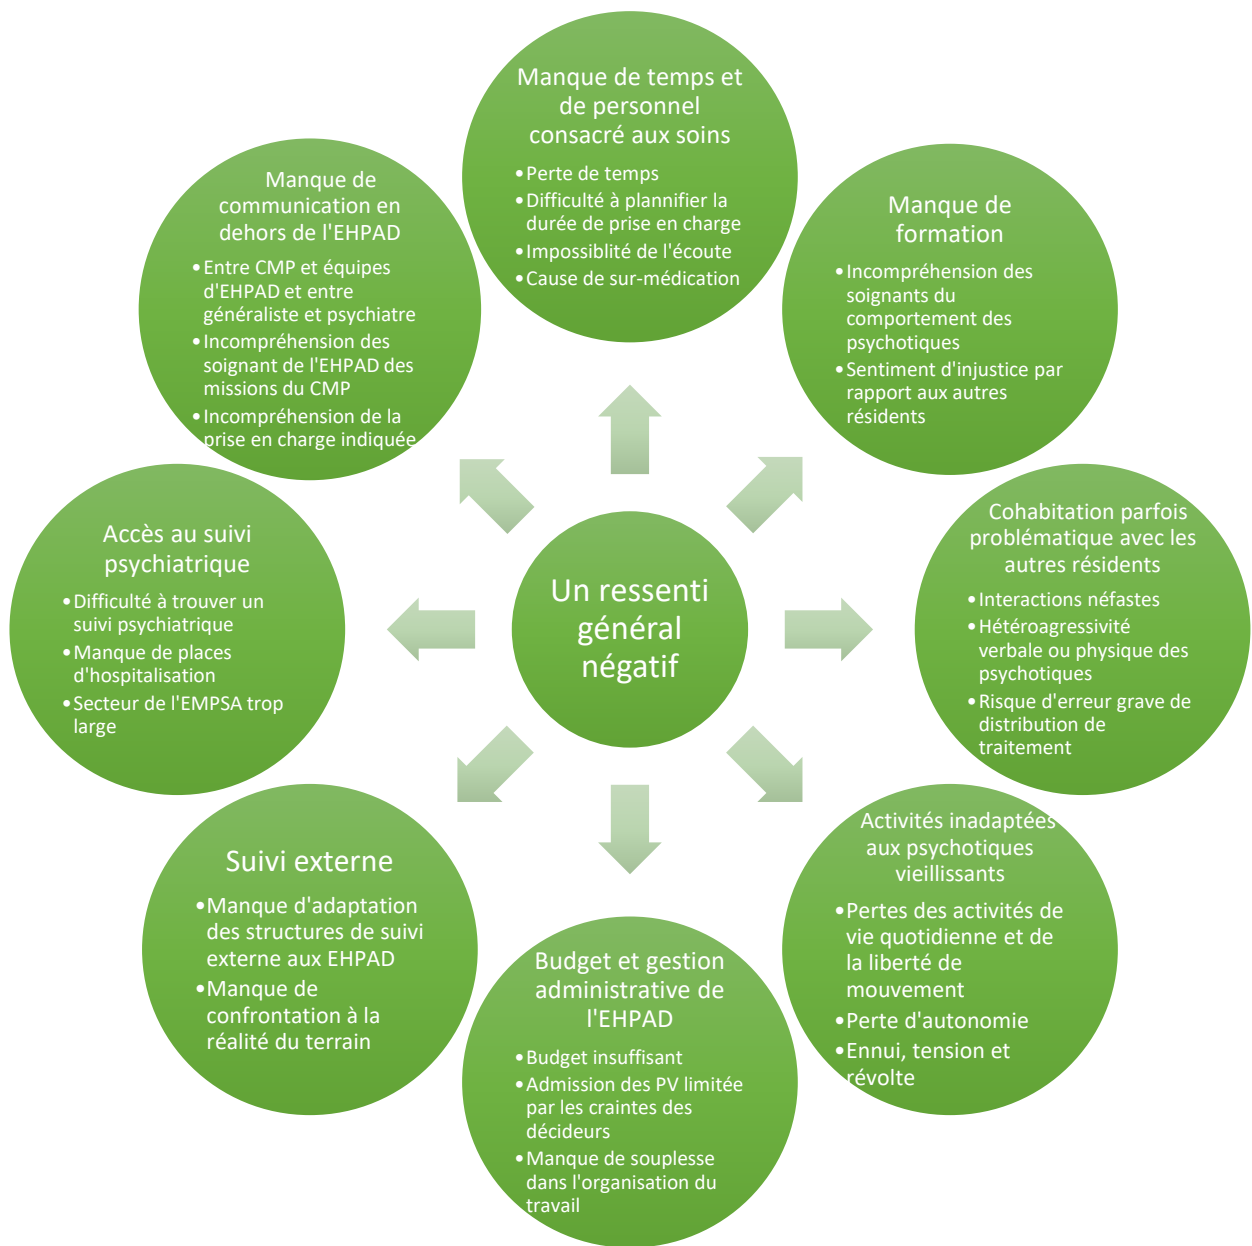 Manque de temps et
de personnel
consacré aux soins
•Perte de temps
•Difficulté à plannifier la
durée de prise en charge
•Impossiblité de l'écoute
•Cause de sur-médication
Manque de
formation
•Incompréhension des
soignants du
comportement des
psychotiques
•Sentiment d'injustice par
rapport aux autres
résidents
Cohabitation parfois
problématique avec les
autres résidents
•Interactions néfastes
•Hétéroagressivité
verbale ou physique des
psychotiques
•Risque d'erreur grave de
distribution de
traitement
Activités inadaptées
aux psychotiques
vieillissants
•Pertes des activités de
vie quotidienne et de
la liberté de
mouvement
•Perte d'autonomie
•Ennui, tension et
révolte
Budget et gestion
administrative de
l'EHPAD
•Budget insuffisant
•Admission des PV limitée
par les craintes des
décideurs
•Manque de souplesse
dans l'organisation du
travail
Suivi externe
•Manque d'adaptation
des structures de suivi
externe aux EHPAD
•Manque de
confrontation à la
réalité du terrain
Accès au suivi
psychiatrique
•Difficulté à trouver un
suivi psychiatrique
•Manque de places
d'hospitalisation
•Secteur de l'EMPSA trop
large
Manque de
communication en
dehors de l'EHPAD
•Entre CMP et équipes
d'EHPAD et entre
généraliste et psychiatre
•Incompréhension des
soignant de l'EHPAD des
missions du CMP
•Incompréhension de la
prise en charge indiquée
Un ressenti
général
négatif